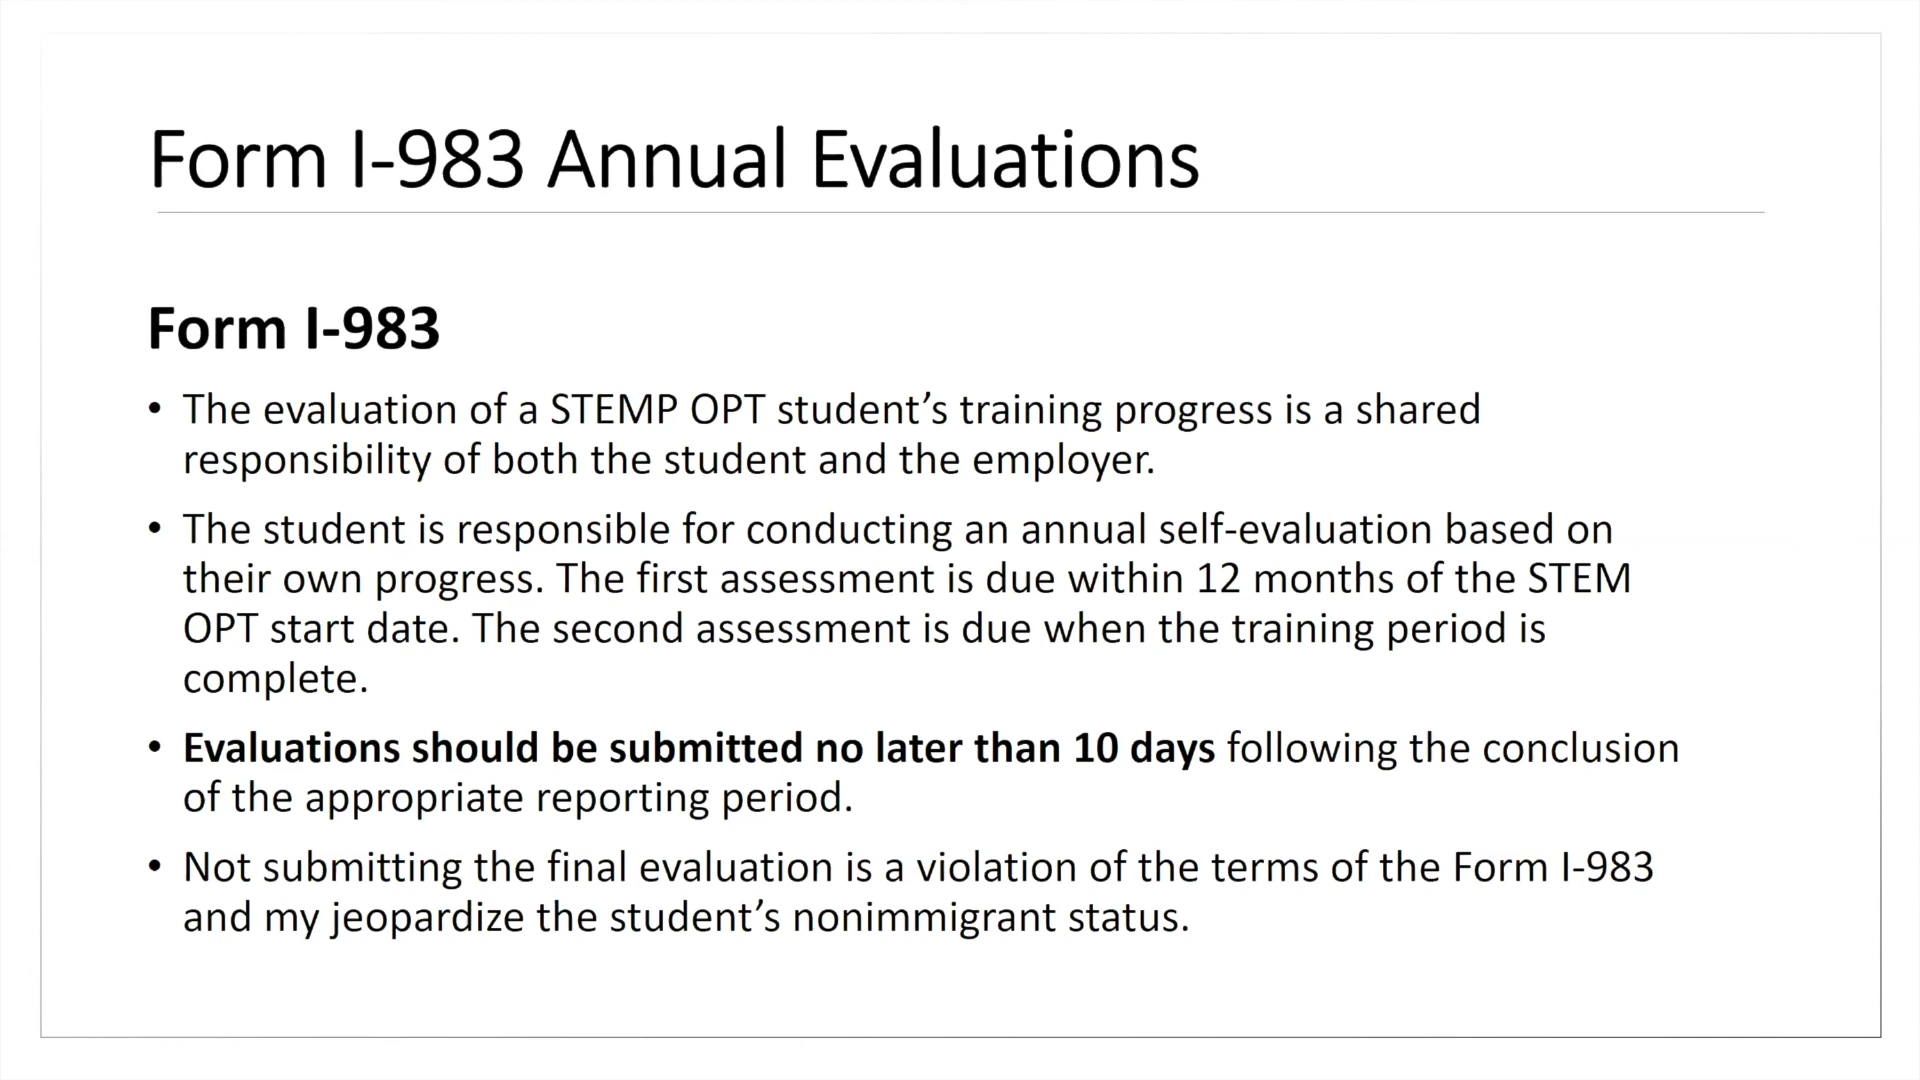 Form I-983 Annual Evaluations
Form I-983
• The evaluation of a STEMP OPT student’s training progress is a shared
responsibility of both the student and the employer.
• The student is responsible for conducting an annual self-evaluation based on
their own progress. The first assessment is due within 12 months of the STEM
OPT start date. The second assessment is due when the training period is
complete.
• Evaluations should be submitted no later than 10 days following the conclusion
of the appropriate reporting period.
• Not submitting the final evaluation is a violation of the terms of the Form I-983
and my jeopardize the student’s nonimmigrant status.